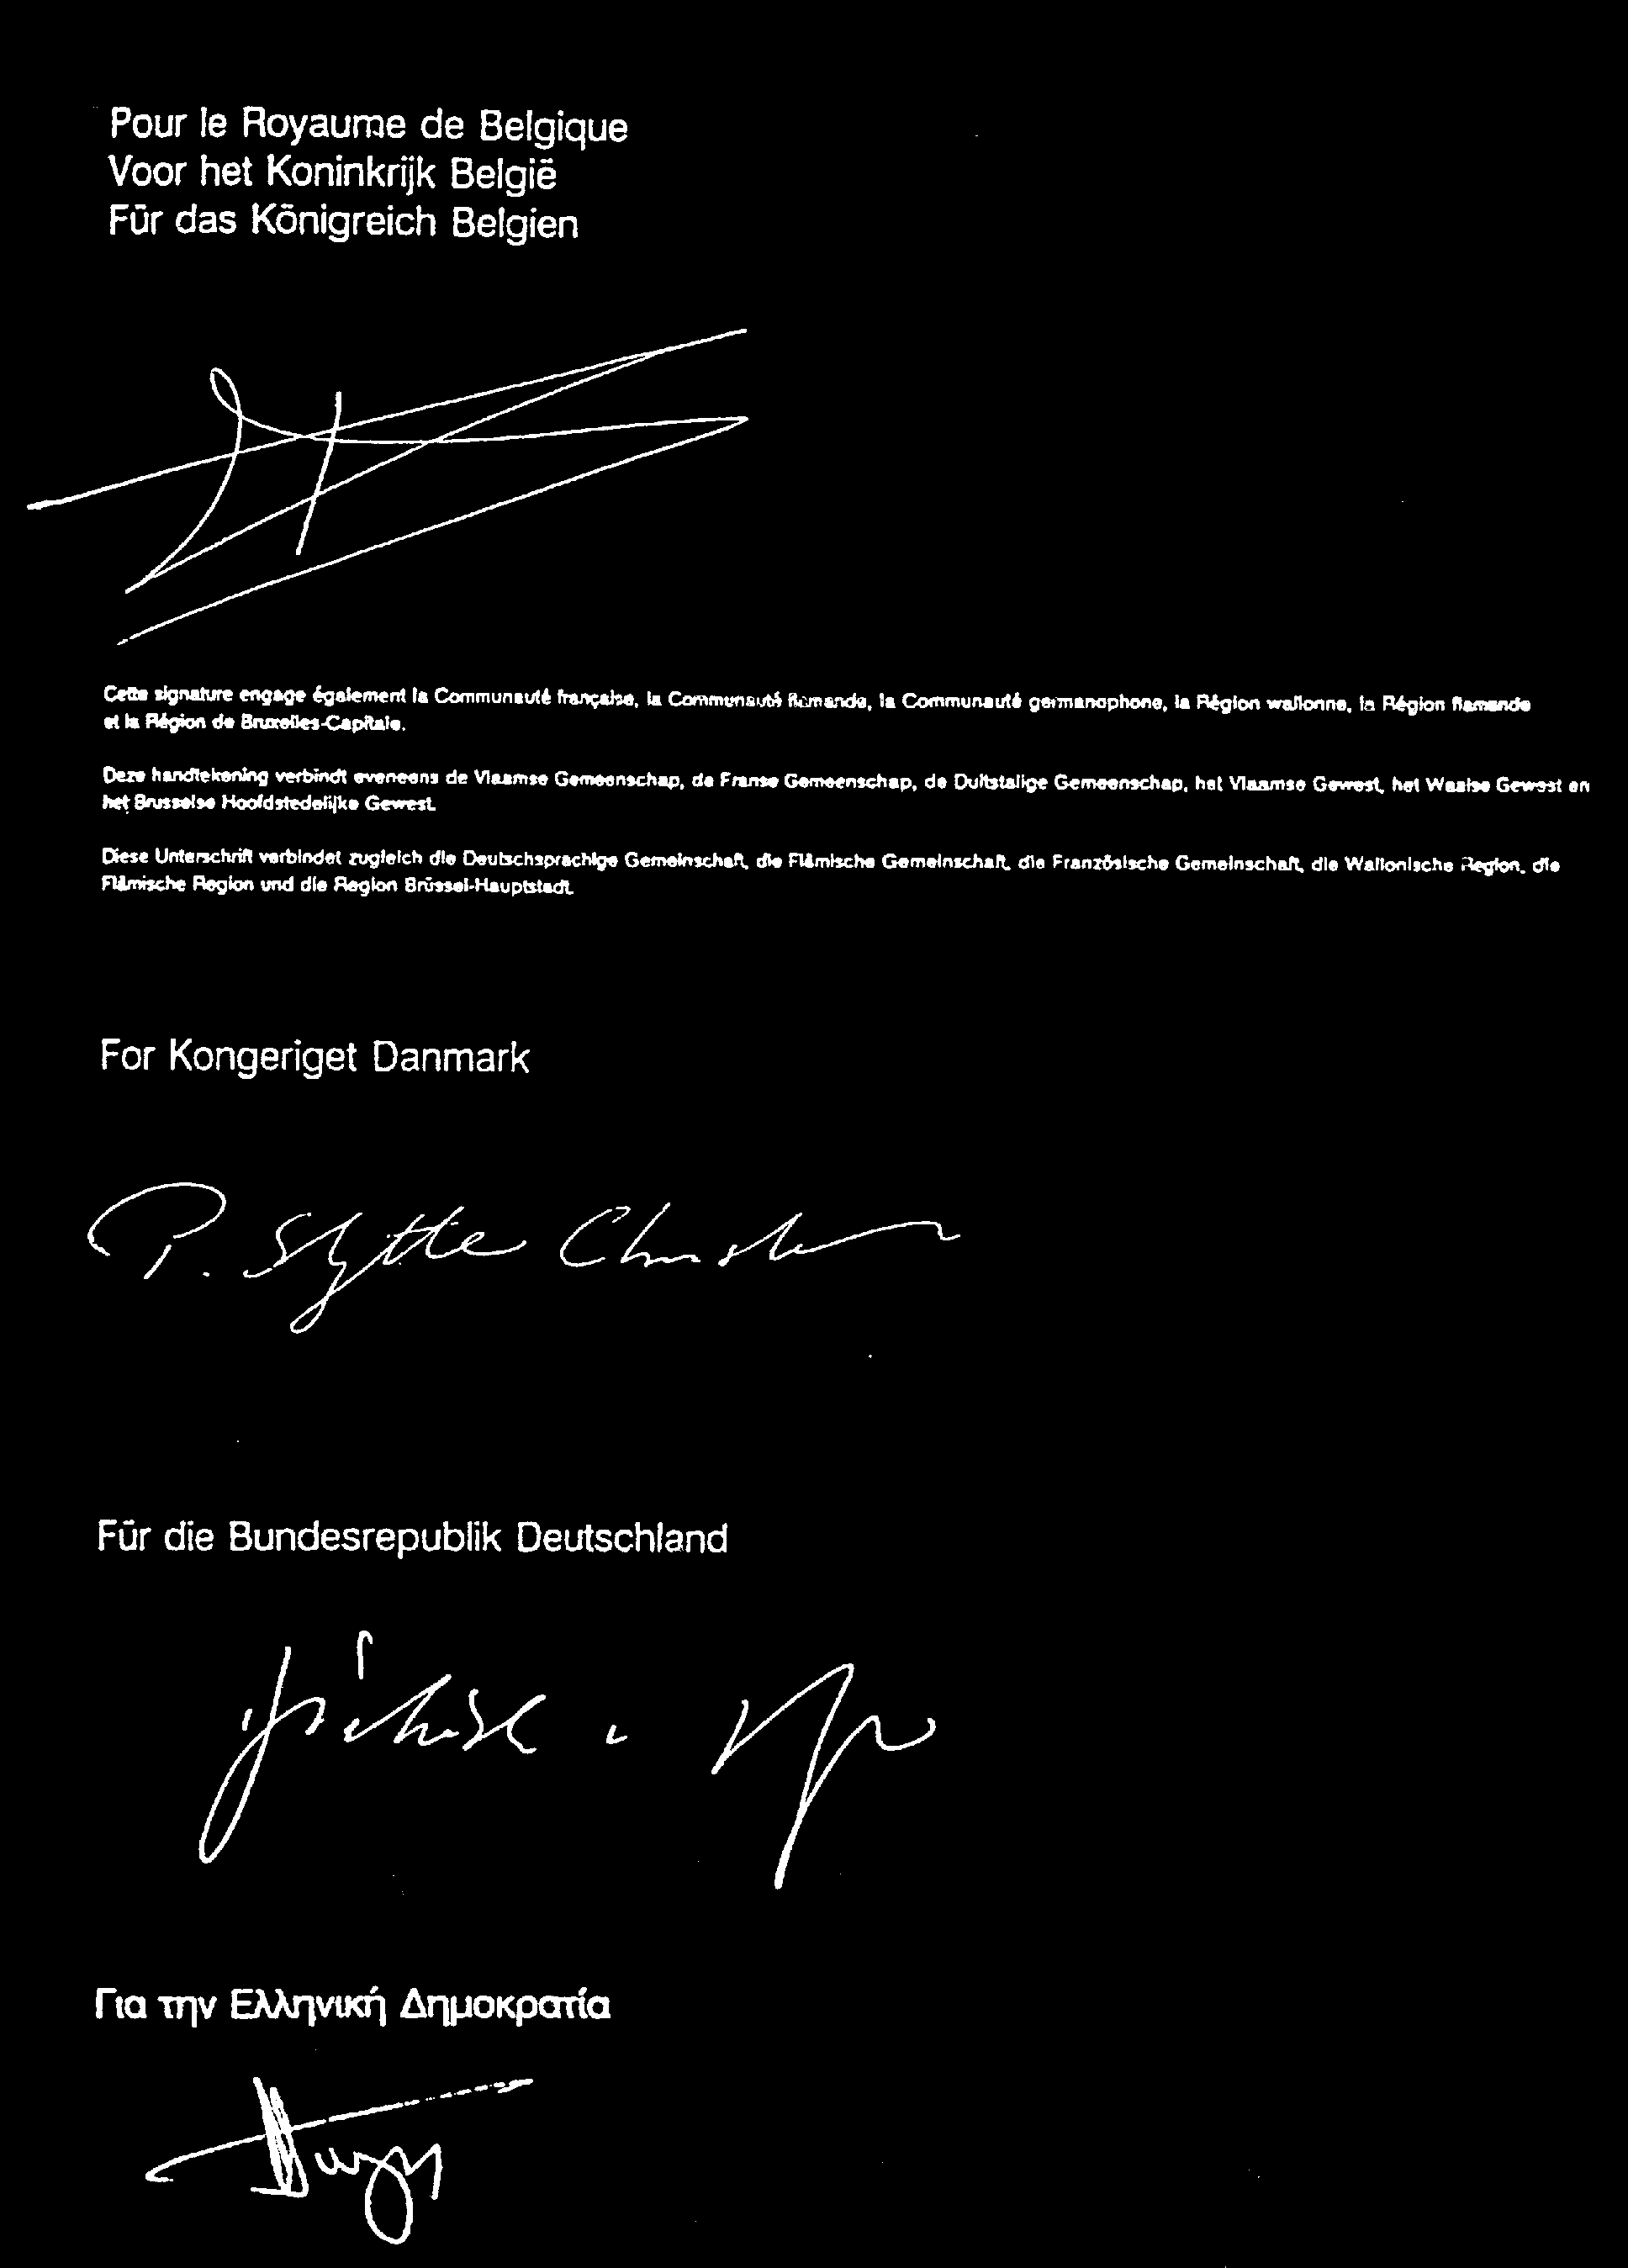 Pour le Royaume de Belgique
Voor het Koninkrijk België
Für das Königreich Belgien
Cette signature engage également la Communauté française, la Communauté flamande, la Communauté germanophone, la Région wallonne, la Région flamande
et la Région de Bruxelles-Capitale.
Deze handtekening verbindt eveneens de Vlaamse Gemeenschap, de Franse Gemeenschap, de Duitstalige Gemeenschap, het Vlaamse Gewest, het Waalse Gewest en
het Brusselse Hoofdstedelijke Gewest.
Diese Unterschrift verbindet zugleich die Deutschsprachige Gemeinschaft, die Flämische Gemeinschaft, die Französische Gemeinschaft, die Wallonische Region, die
Flämische Region und die Region Brüssel-Hauptstadt.
For Kongeriget Danmark
P. Slytte
Für die Bundesrepublik Deutschland
Για την Ελληνική Δημοκρατία